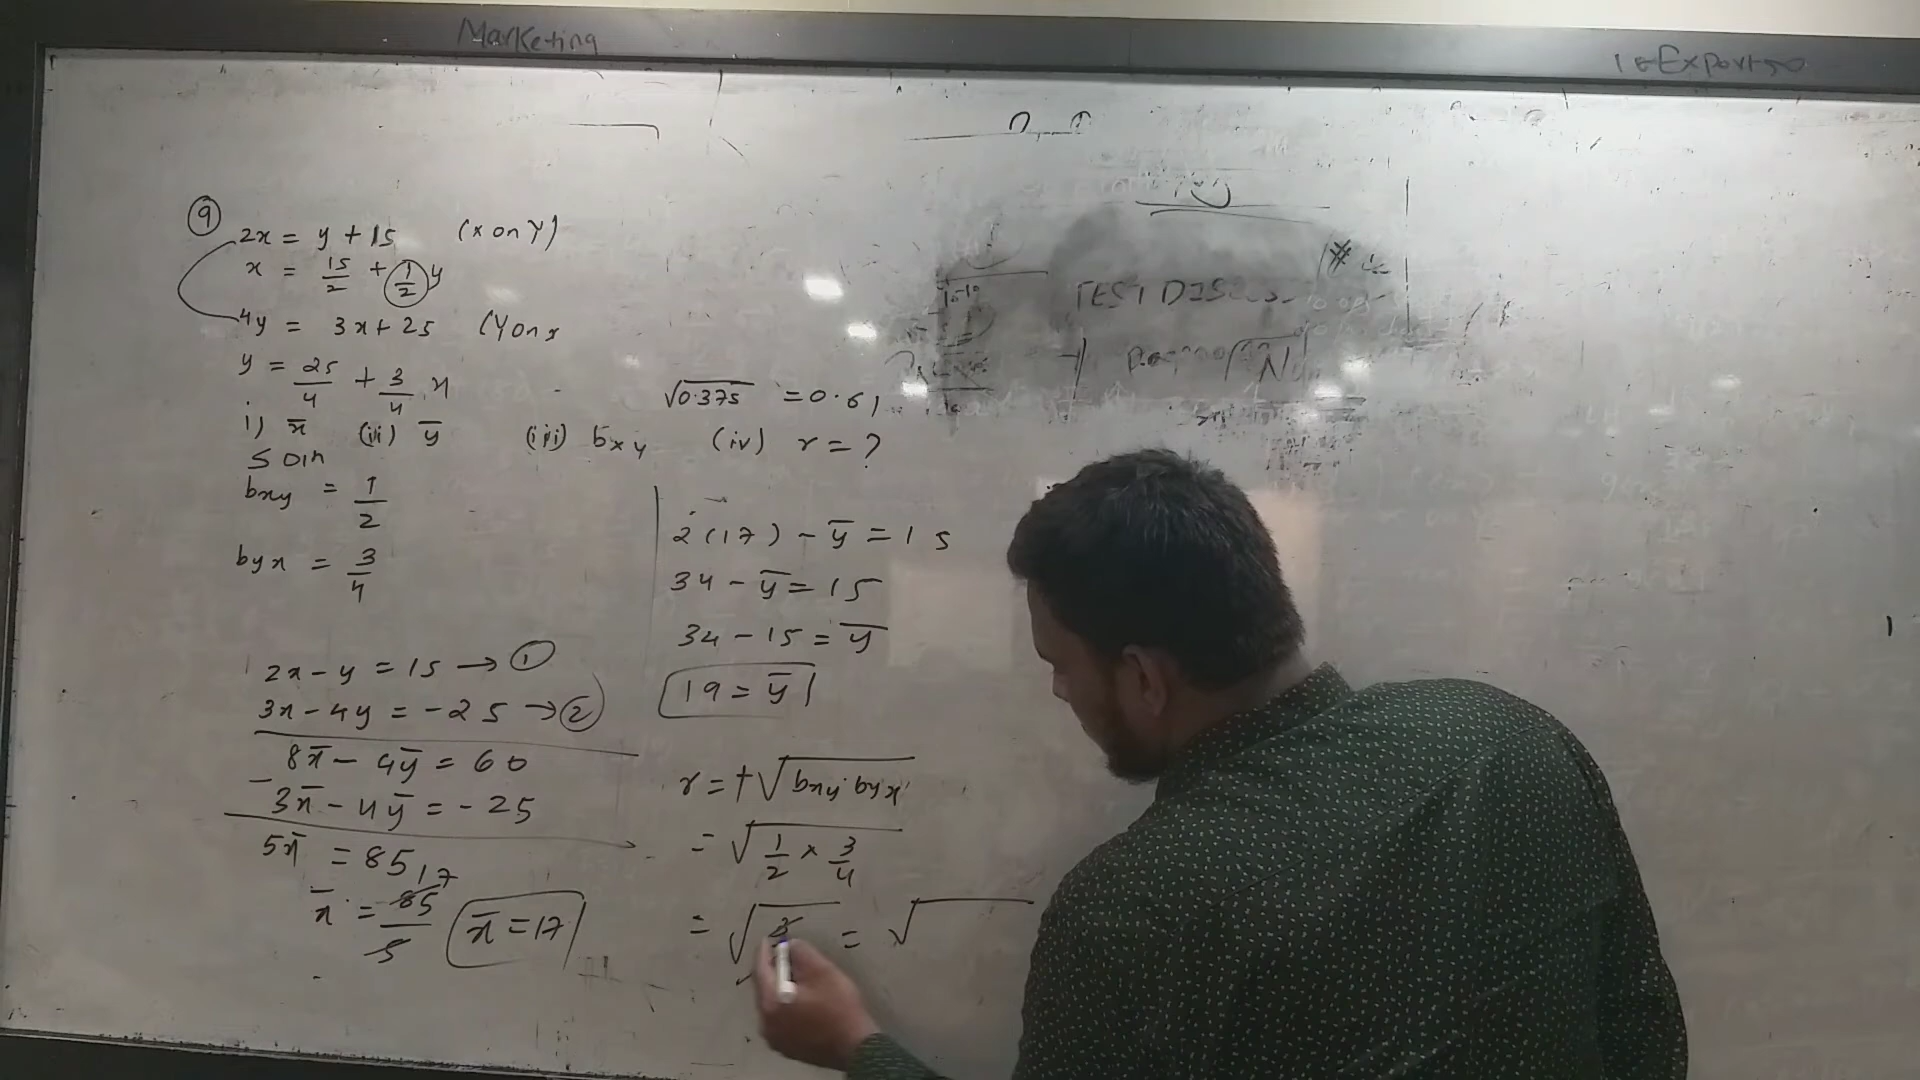 Marketing
⑨
2x = y + 15 (x on Y)
x = 15/2 + 1/2 y
4y = 3x + 25 (Y on x
y = 25/4 + 3/4 x
√0.375 = 0.61
i) x̄ (ii) ȳ (iii) bxy (iv) r = ?
Soln
bxy = 1/2
byx = 3/4
2x - y = 15 → ①
3x - 4y = -25 → ②
8x̄ - 4ȳ = 60
- 3x̄ - 4ȳ = -25
5x̄ = 85
x̄ = 85/5 17
x̄ = 17
2(17) - ȳ = 15
34 - ȳ = 15
34 - 15 = ȳ
19 = ȳ
r = + √bxy byx
= √1/2 × 3/4
= √3 = √
TEST